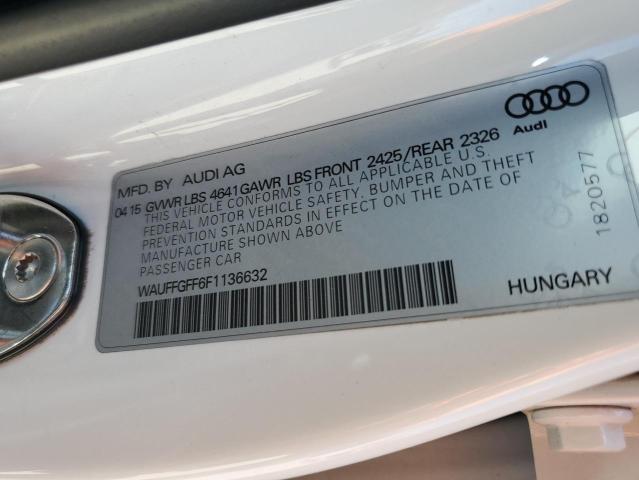 Audi
MFD. BY AUDI AG
04 15 GVWR LBS 4641 GAWR LBS FRONT 2425/REAR 2326
THIS VEHICLE CONFORMS TO ALL APPLICABLE U.S.
FEDERAL MOTOR VEHICLE SAFETY, BUMPER AND THEFT
PREVENTION STANDARDS IN EFFECT ON THE DATE OF
MANUFACTURE SHOWN ABOVE
PASSENGER CAR
WAUFFGFF6F1136632
HUNGARY
1820577